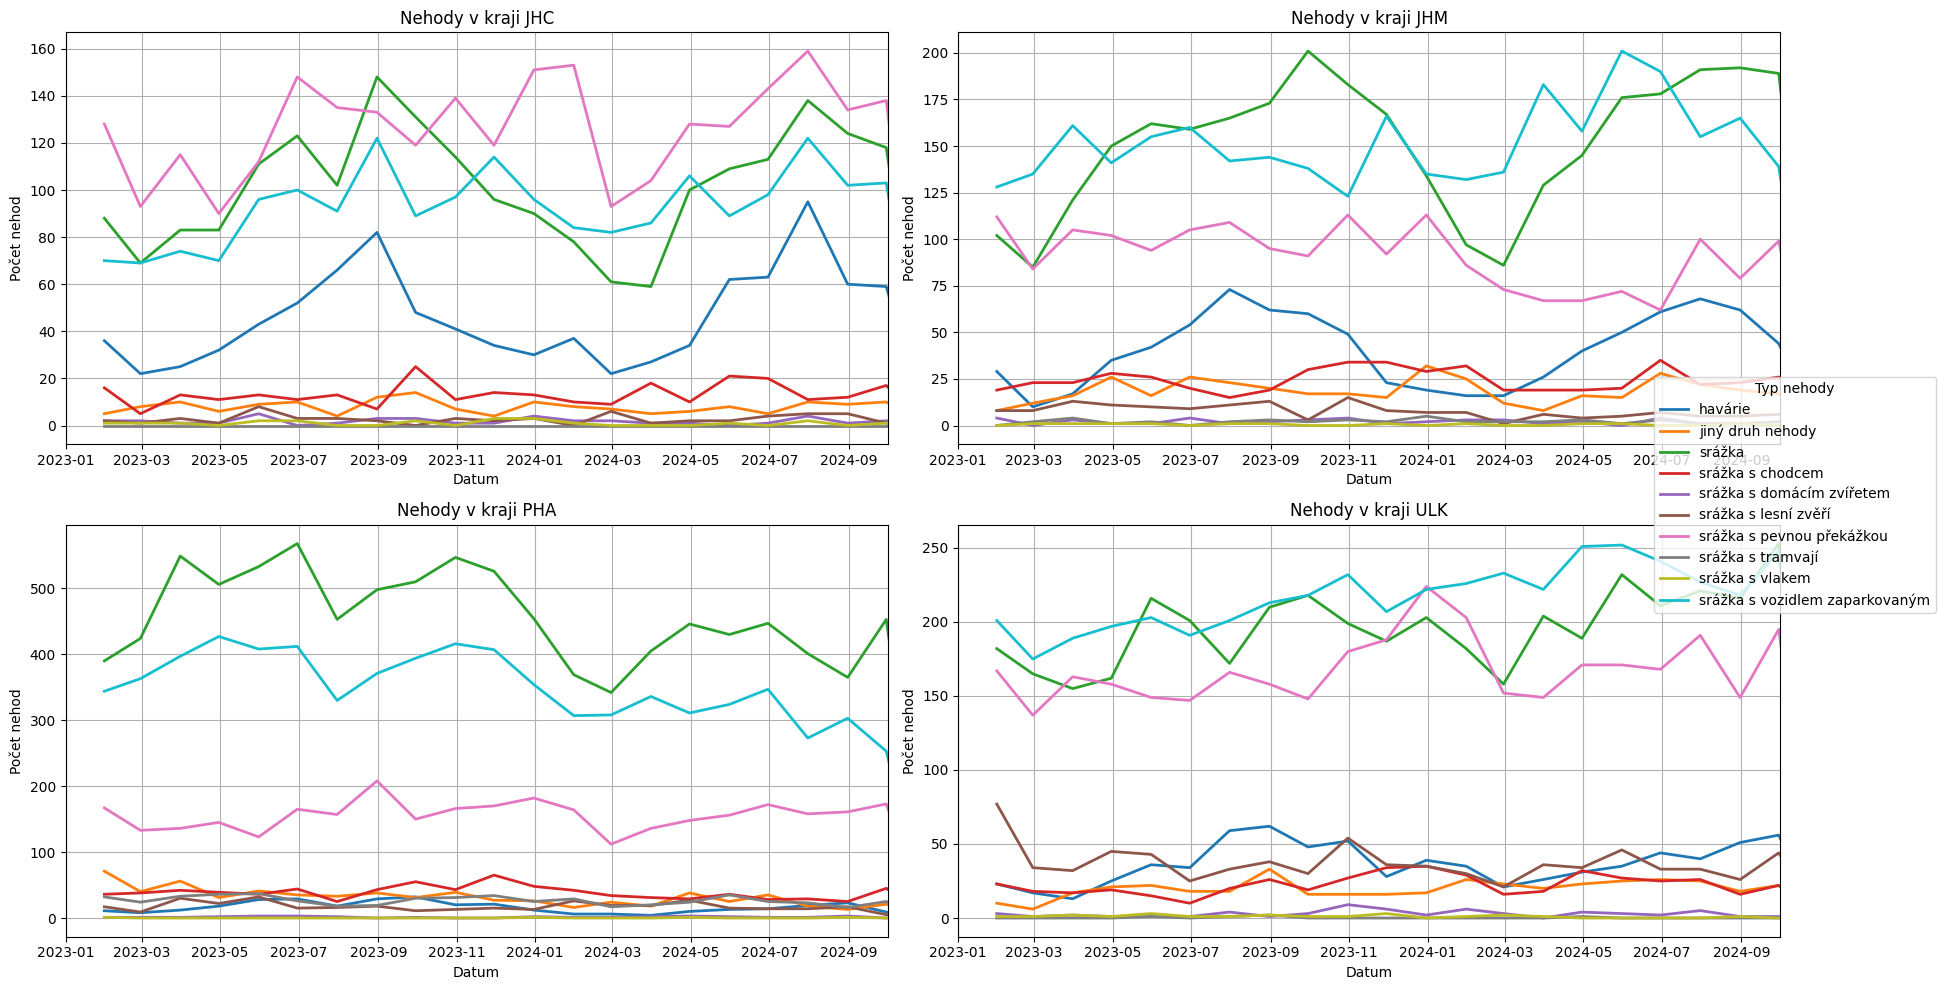 Nehody v kraji JHC
160
140
120
100
80
60
40
20
0
Počet nehod
2023-01 2023-03 2023-05 2023-07 2023-09 2023-11 2024-01 2024-03 2024-05 2024-07 2024-09
Datum
Nehody v kraji JHM
200
175
150
125
100
75
50
25
0
Počet nehod
2023-01 2023-03 2023-05 2023-07 2023-09 2023-11 2024-01 2024-03 2024-05 2024-07 2024-09
Datum
Typ nehody
havárie
jiný druh nehody
srážka
srážka s chodcem
srážka s domácím zvířetem
srážka s lesní zvěří
srážka s pevnou překážkou
srážka s tramvají
srážka s vlakem
srážka s vozidlem zaparkovaným
Nehody v kraji PHA
500
400
300
200
100
0
Počet nehod
2023-01 2023-03 2023-05 2023-07 2023-09 2023-11 2024-01 2024-03 2024-05 2024-07 2024-09
Datum
Nehody v kraji ULK
250
200
150
100
50
0
Počet nehod
2023-01 2023-03 2023-05 2023-07 2023-09 2023-11 2024-01 2024-03 2024-05 2024-07 2024-09
Datum